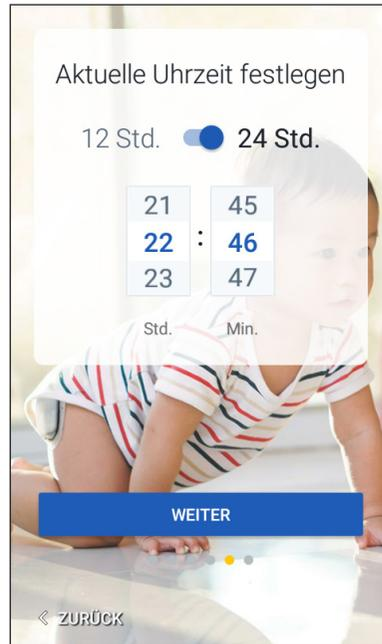 Aktuelle Uhrzeit festlegen
12 Std. 24 Std.
21 45
22 : 46
23 47
Std. Min.
WEITER
ZURÜCK